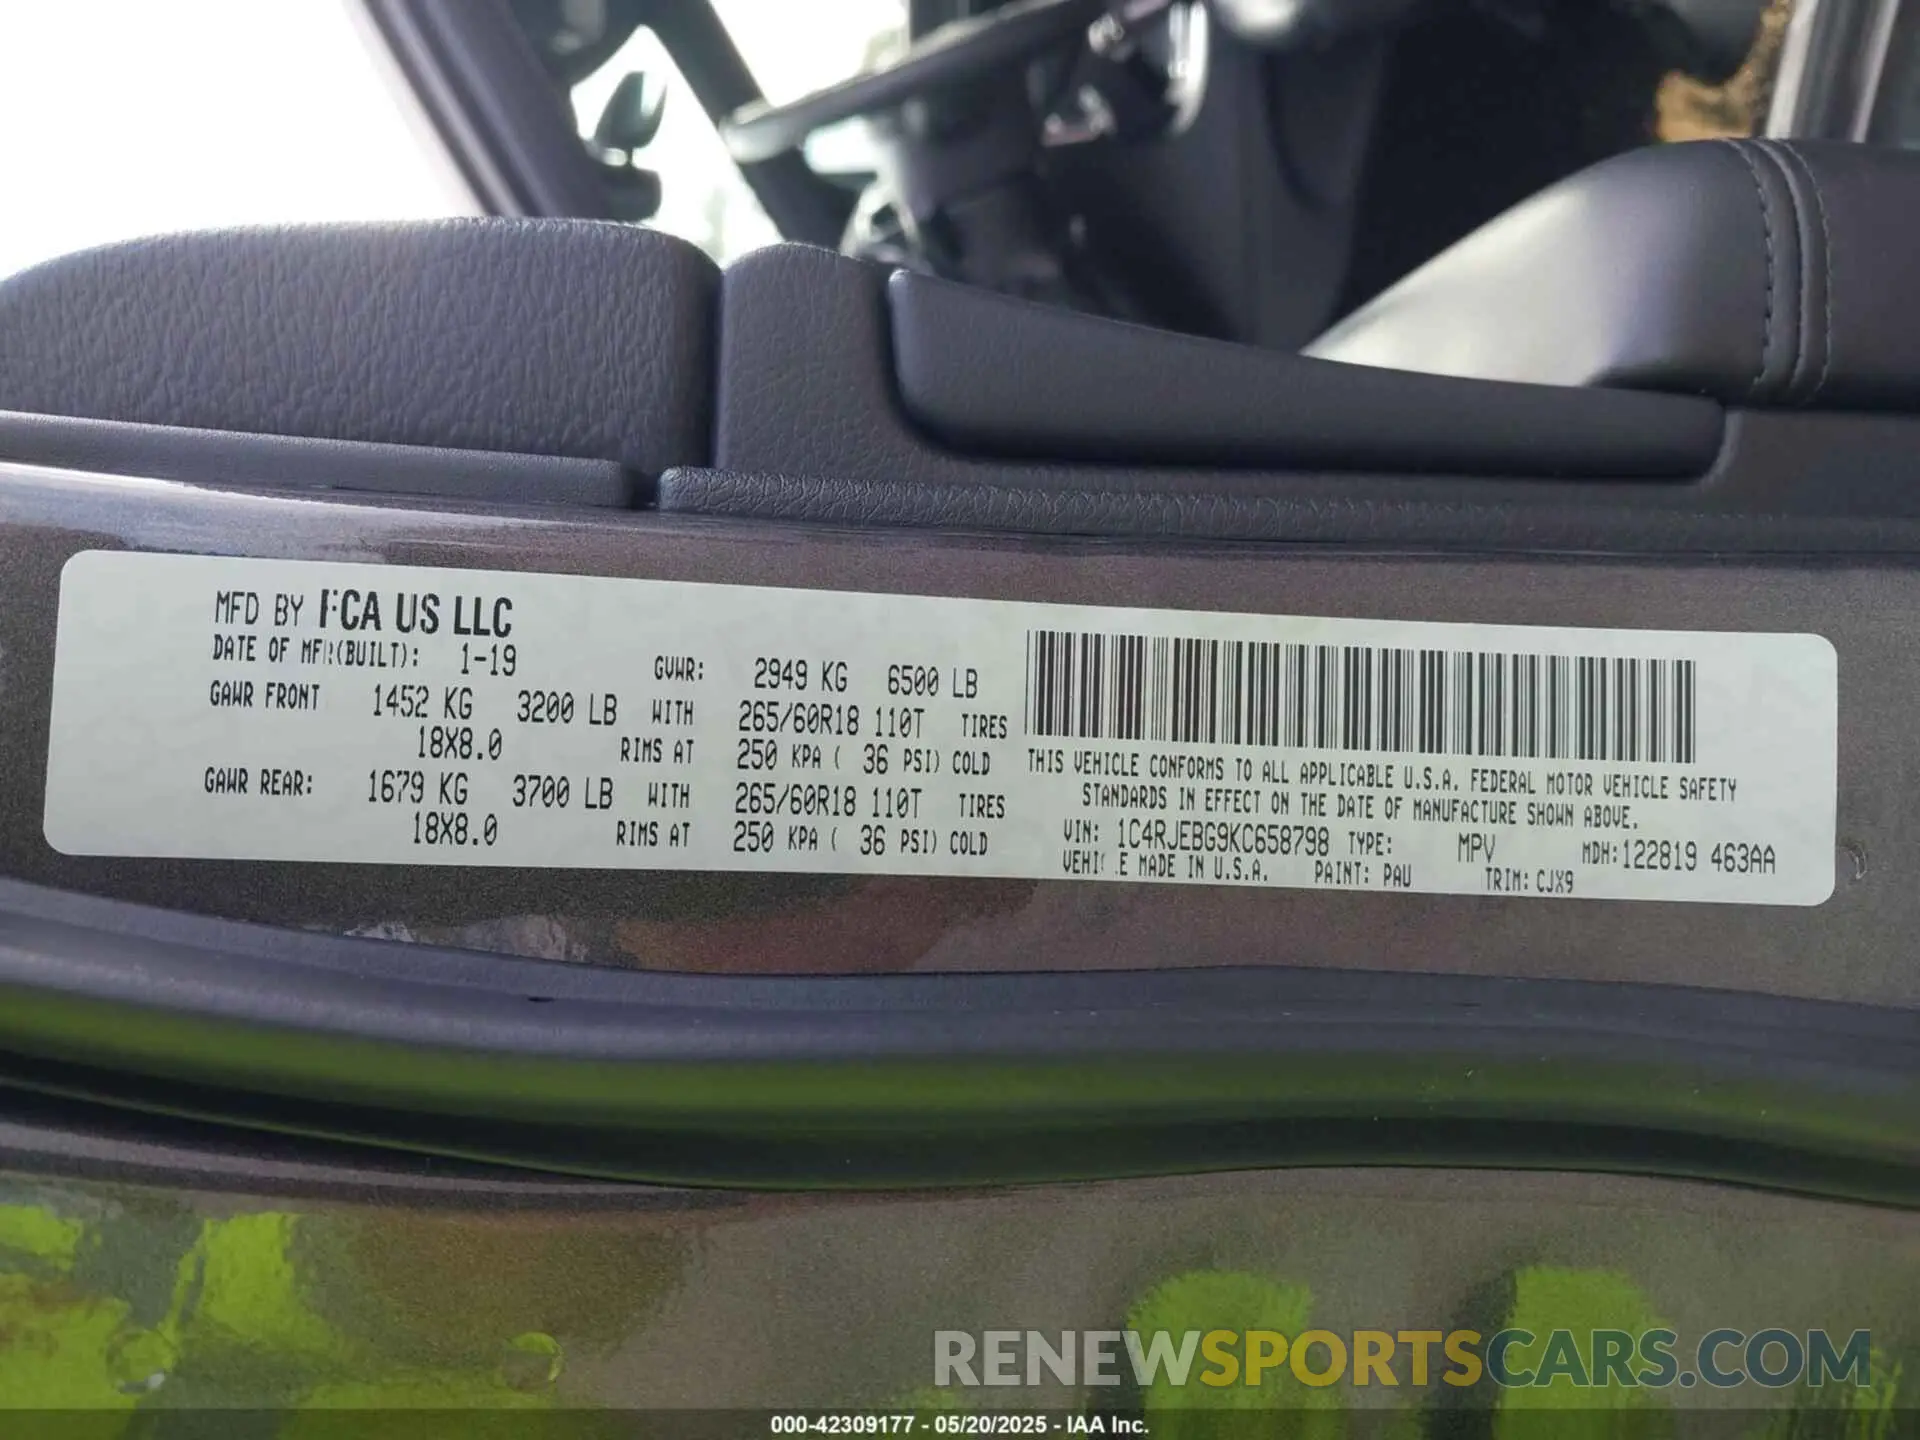 MFD BY FCA US LLC
DATE OF MFR(BUILT): 1-19 GVWR: 2949 KG 6500 LB
GAWR FRONT 1452 KG 3200 LB WITH 265/60R18 110T TIRES
18X8.0 RIMS AT 250 KPA ( 36 PSI) COLD
GAWR REAR: 1679 KG 3700 LB WITH 265/60R18 110T TIRES
18X8.0 RIMS AT 250 KPA ( 36 PSI) COLD
THIS VEHICLE CONFORMS TO ALL APPLICABLE U.S.A. FEDERAL MOTOR VEHICLE SAFETY
STANDARDS IN EFFECT ON THE DATE OF MANUFACTURE SHOWN ABOVE.
VIN: 1C4RJEBG9KC658798 TYPE: MPV MDH:122819 463AA
VEHICLE MADE IN U.S.A. PAINT: PAU TRIM: CJX9
RENEWSPORTSCARS.COM
000-42309177 - 05/20/2025 - IAA Inc.